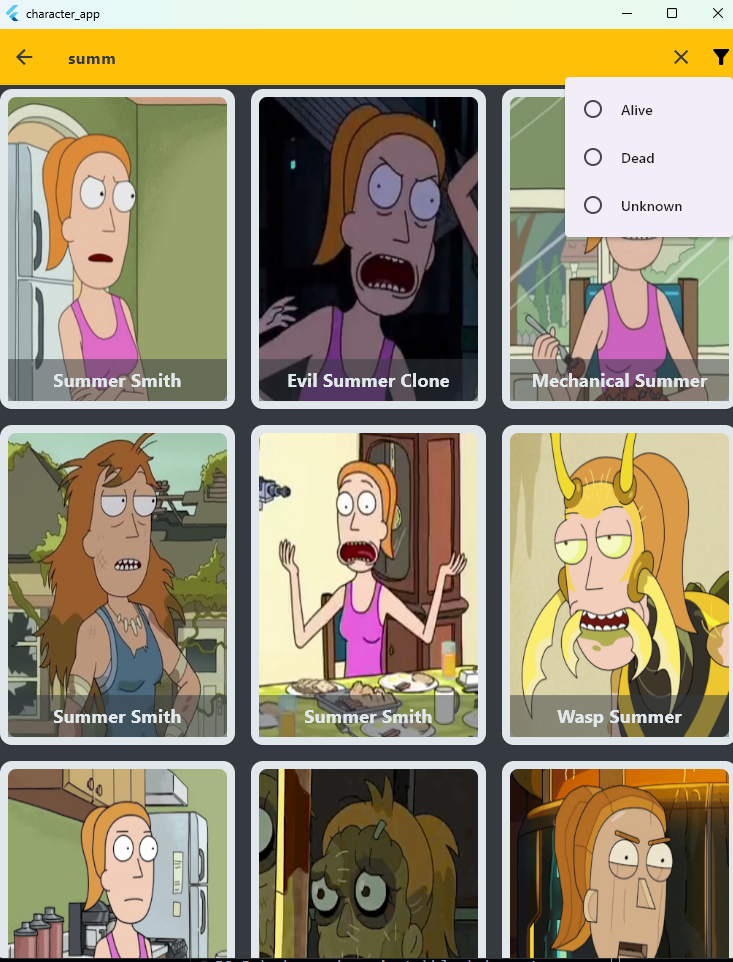 character_app
summ
Alive
Dead
Unknown
Summer Smith
Evil Summer Clone
Mechanical Summer
Summer Smith
Summer Smith
Wasp Summer